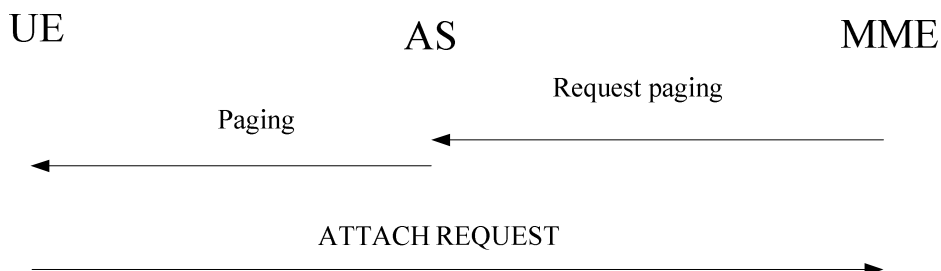 UE
AS
MME
Request paging
Paging
ATTACH REQUEST